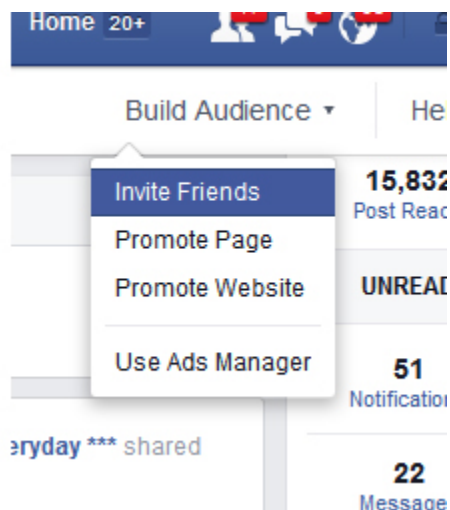 Home 20+
Build Audience
Invite Friends
Promote Page
Promote Website
Use Ads Manager
15,832
Post Reac
UNREAD
51
Notification
22
Message
eryday *** shared